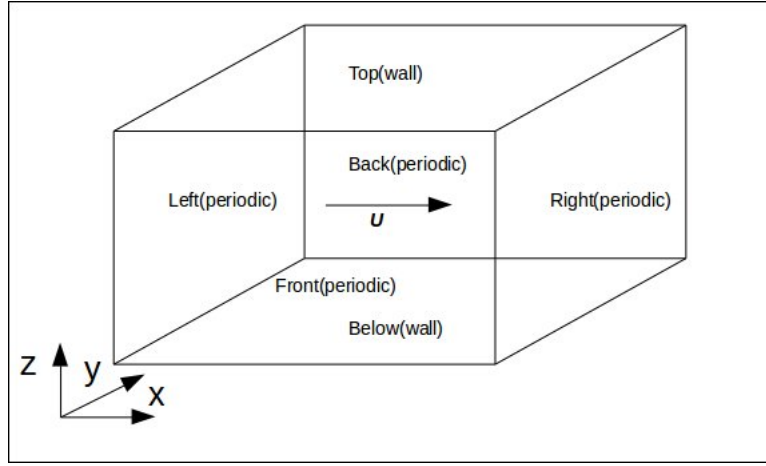 Top(wall)
Back(periodic)
Left(periodic)
Right(periodic)
U
Front(periodic)
Below(wall)
z
y
x